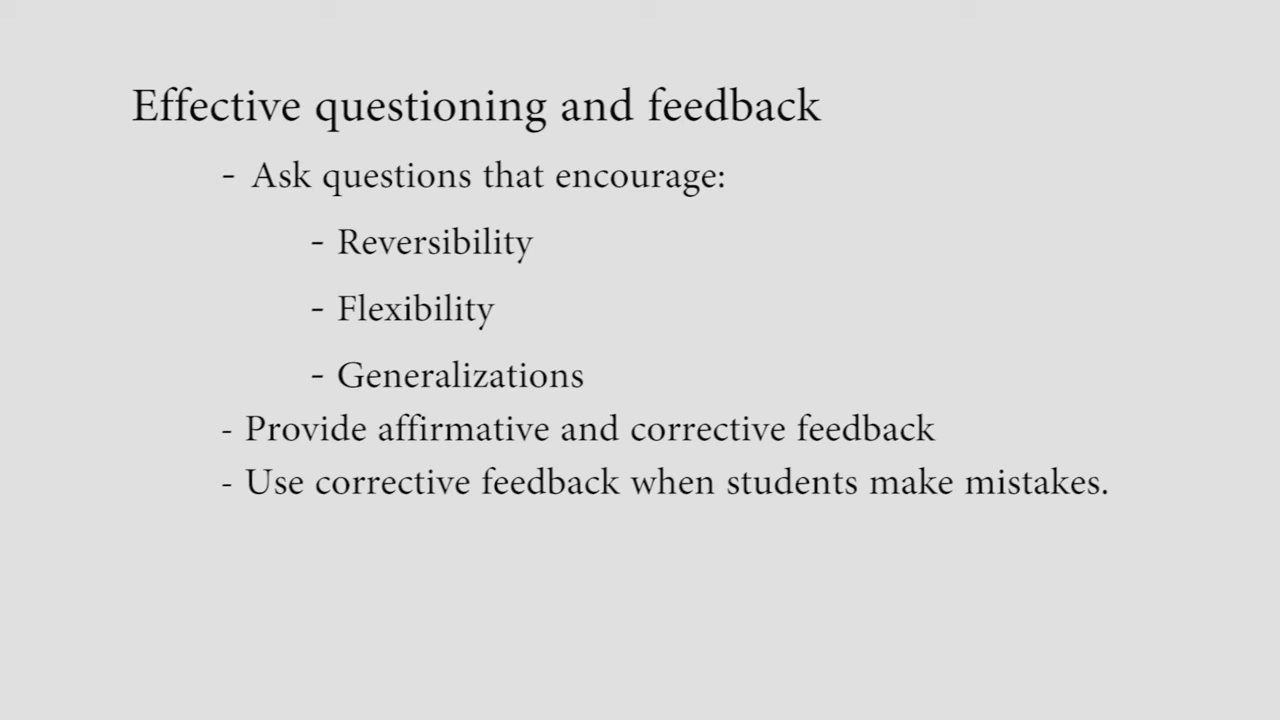 Effective questioning and feedback
- Ask questions that encourage:
- Reversibility
- Flexibility
- Generalizations
- Provide affirmative and corrective feedback
- Use corrective feedback when students make mistakes.